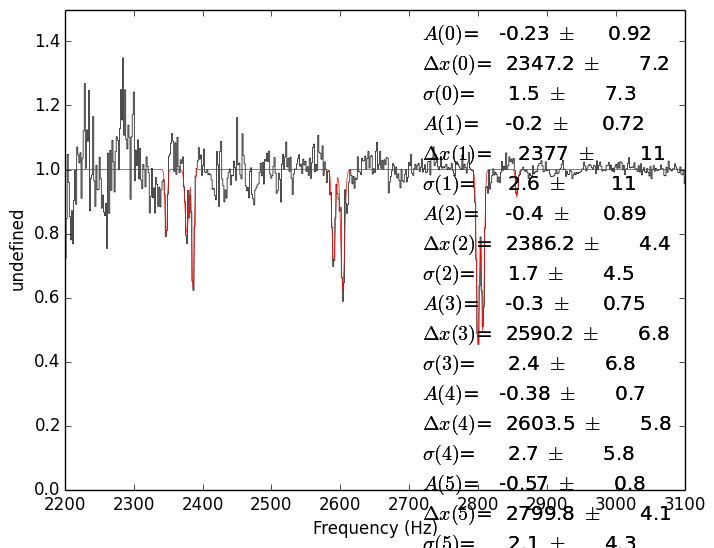 1.4
1.2
1.0
0.8
0.6
0.4
0.2
0.0
undefined
2200 2300 2400 2500 2600 2700 2800 2900 3000 3100
Frequency (Hz)
A(0)= -0.23 ± 0.92
Δx(0)= 2347.2 ± 7.2
σ(0)= 1.5 ± 7.3
A(1)= -0.2 ± 0.72
Δx(1)= 2377 ± 11
σ(1)= 2.6 ± 11
A(2)= -0.4 ± 0.89
Δx(2)= 2386.2 ± 4.4
σ(2)= 1.7 ± 4.5
A(3)= -0.3 ± 0.75
Δx(3)= 2590.2 ± 6.8
σ(3)= 2.4 ± 6.8
A(4)= -0.38 ± 0.7
Δx(4)= 2603.5 ± 5.8
σ(4)= 2.7 ± 5.8
A(5)= -0.57 ± 0.8
Δx(5)= 2799.8 ± 4.1
σ(5)= 2.1 ± 4.3